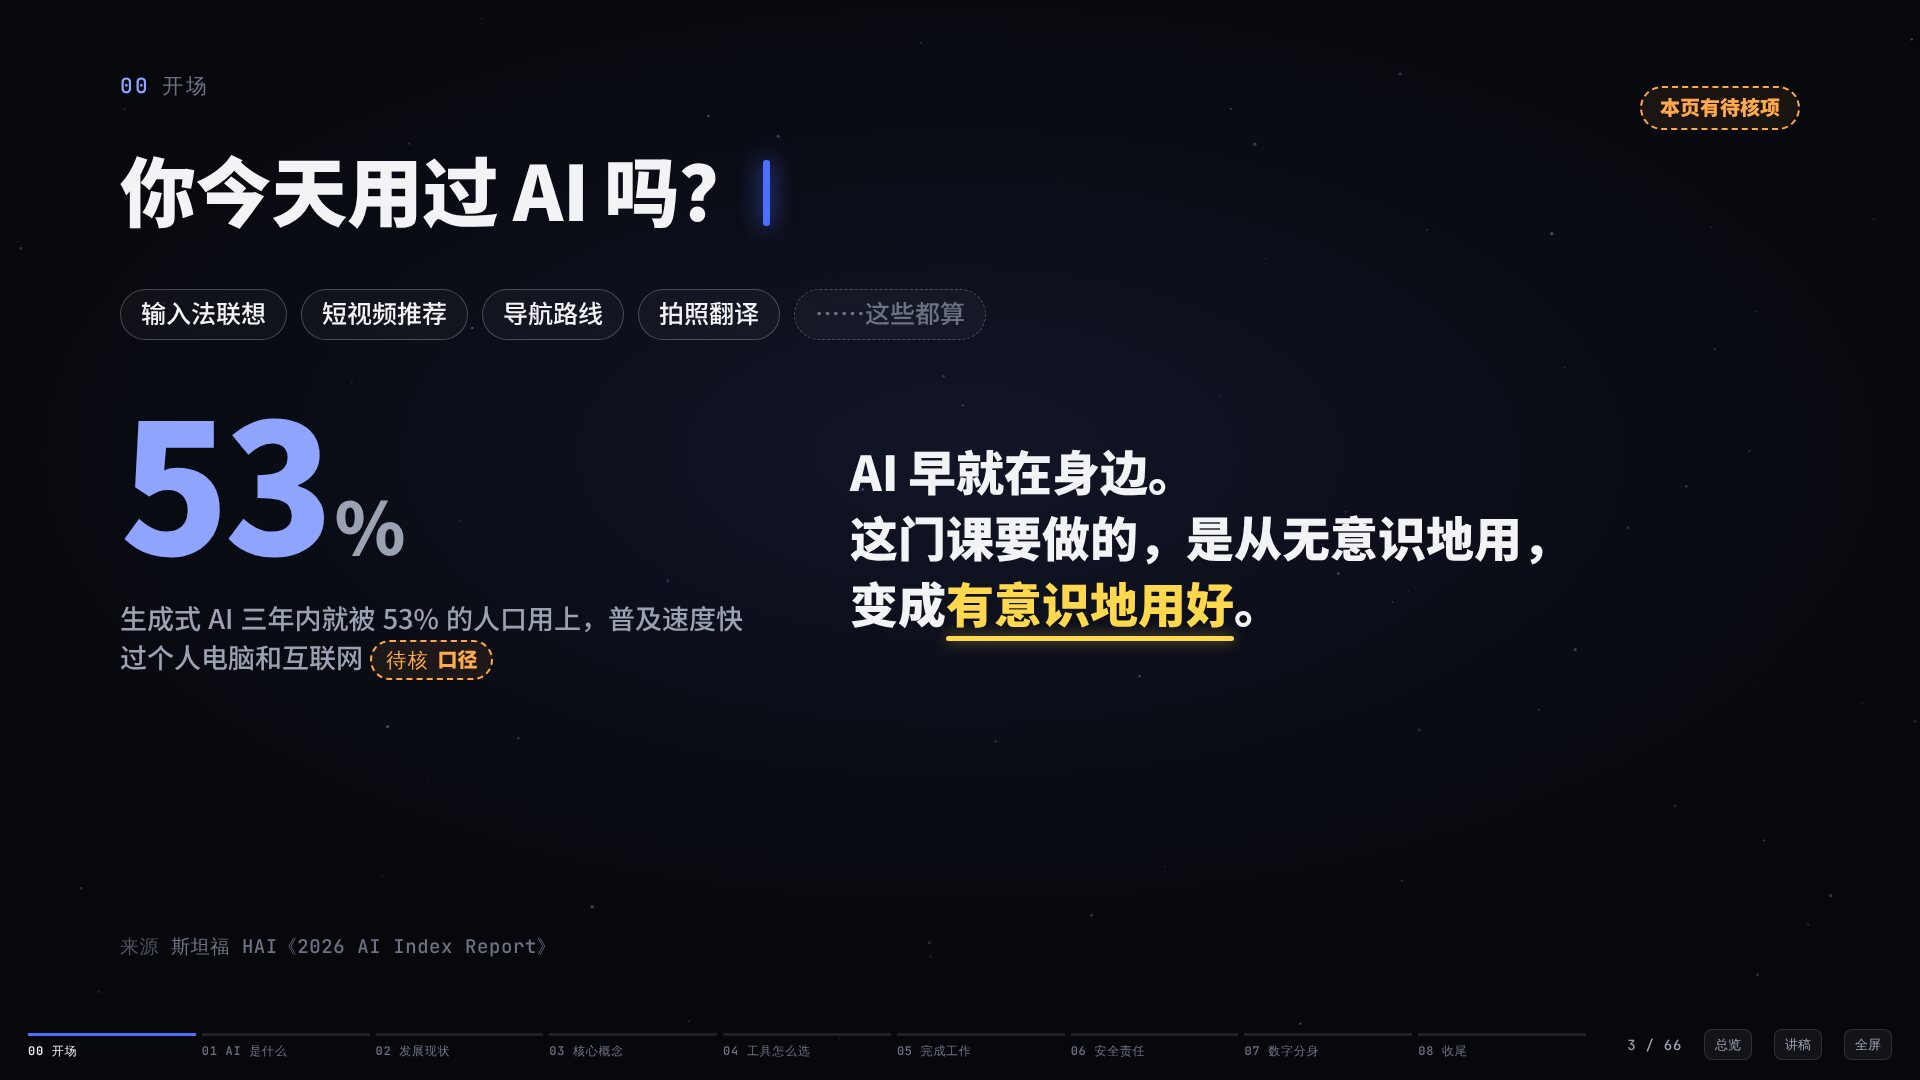 00 开场
本页有待核项
你今天用过 AI 吗?
输入法联想 短视频推荐 导航路线 拍照翻译 ……这些都算
53%
生成式 AI 三年内就被 53% 的人口用上，普及速度快
过个人电脑和互联网 待核 口径
AI 早就在身边。
这门课要做的，是从无意识地用，
变成有意识地用好。
来源 斯坦福 HAI《2026 AI Index Report》
00 开场 01 AI 是什么 02 发展现状 03 核心概念 04 工具怎么选 05 完成工作 06 安全责任 07 数字分身 08 收尾 3 / 66 总览 讲稿 全屏